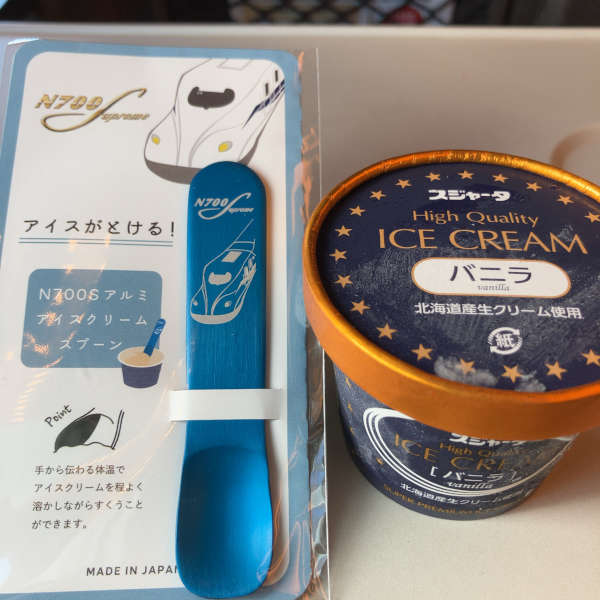 N700 Supreme
アイスがとける!
N700Sアルミ
アイスクリーム
スプーン
Point
手から伝わる体温で
アイスクリームを程よく
溶かしながらすくうこと
ができます。
MADE IN JAPAN
N700 Supreme
スジャータ
High Quality
ICE CREAM
バニラ
vanilla
北海道産生クリーム使用
紙
スジャータ
High Quality
ICE CREAM
[バニラ]
vanilla
北海道産生クリーム使用
SUPER PREMIUM